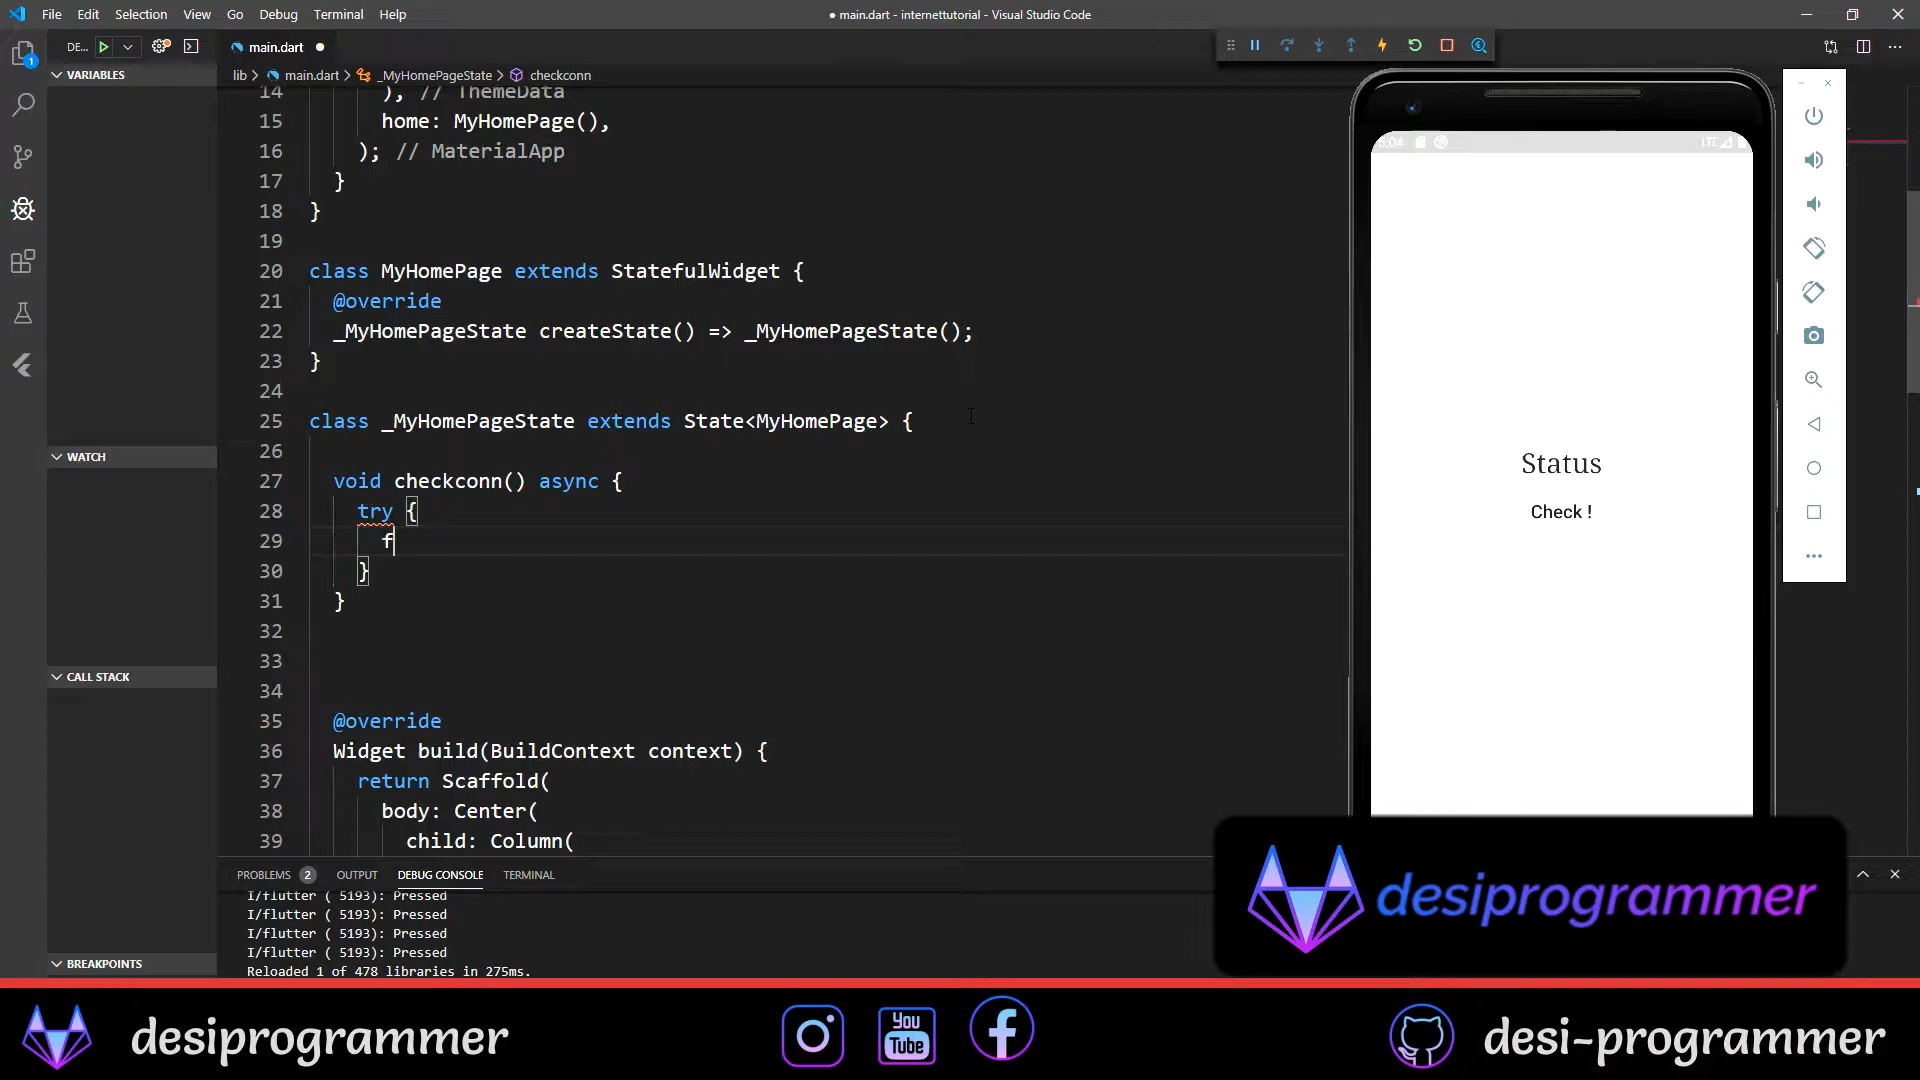 File Edit Selection View Go Debug Terminal Help
● main.dart - internettutorial - Visual Studio Code
DE...
main.dart
lib > main.dart > _MyHomePageState > checkconn
VARIABLES
WATCH
CALL STACK
BREAKPOINTS
1
14 ), // ThemeData
15 home: MyHomePage(),
16 ); // MaterialApp
17 }
18 }
19
20 class MyHomePage extends StatefulWidget {
21 @override
22 _MyHomePageState createState() => _MyHomePageState();
23 }
24
25 class _MyHomePageState extends State<MyHomePage> {
26
27 void checkconn() async {
28 try {
29 f
30 }
31 }
32
33
34
35 @override
36 Widget build(BuildContext context) {
37 return Scaffold(
38 body: Center(
39 child: Column(
LTE
Status
Check !
PROBLEMS 2 OUTPUT DEBUG CONSOLE TERMINAL
I/flutter ( 5193): Pressed
I/flutter ( 5193): Pressed
I/flutter ( 5193): Pressed
I/flutter ( 5193): Pressed
Reloaded 1 of 478 libraries in 275ms.
desiprogrammer
desiprogrammer
You
Tube
desi-programmer